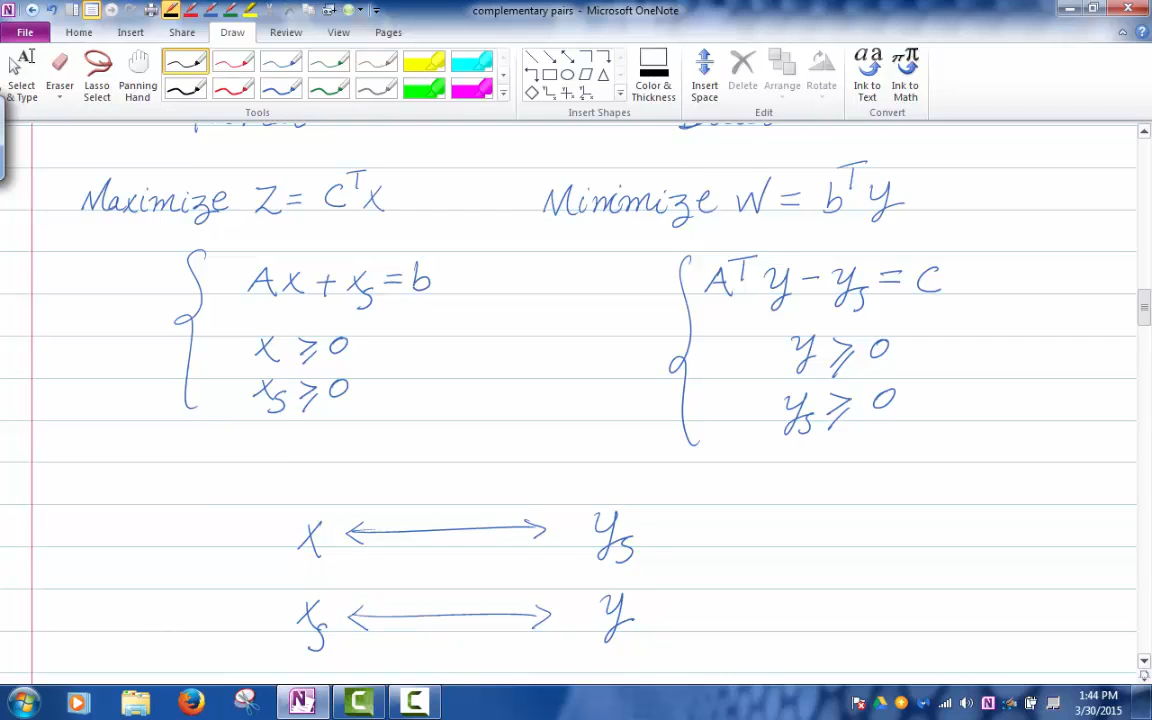 complementary pairs - Microsoft OneNote
File Home Insert Share Draw Review View Pages
Select & Type Eraser Lasso Select Panning Hand Color & Thickness Insert Space Delete Arrange Rotate Ink to Text Ink to Math
Tools Insert Shapes Edit Convert
Maximize Z = C^T x
Minimize W = b^T y
Ax + x_s = b
A^T y - y_s = C
x ⩾ 0
y ⩾ 0
x_s ⩾ 0
y_s ⩾ 0
x ⟷ y_s
x_s ⟷ y
1:44 PM
3/30/2015